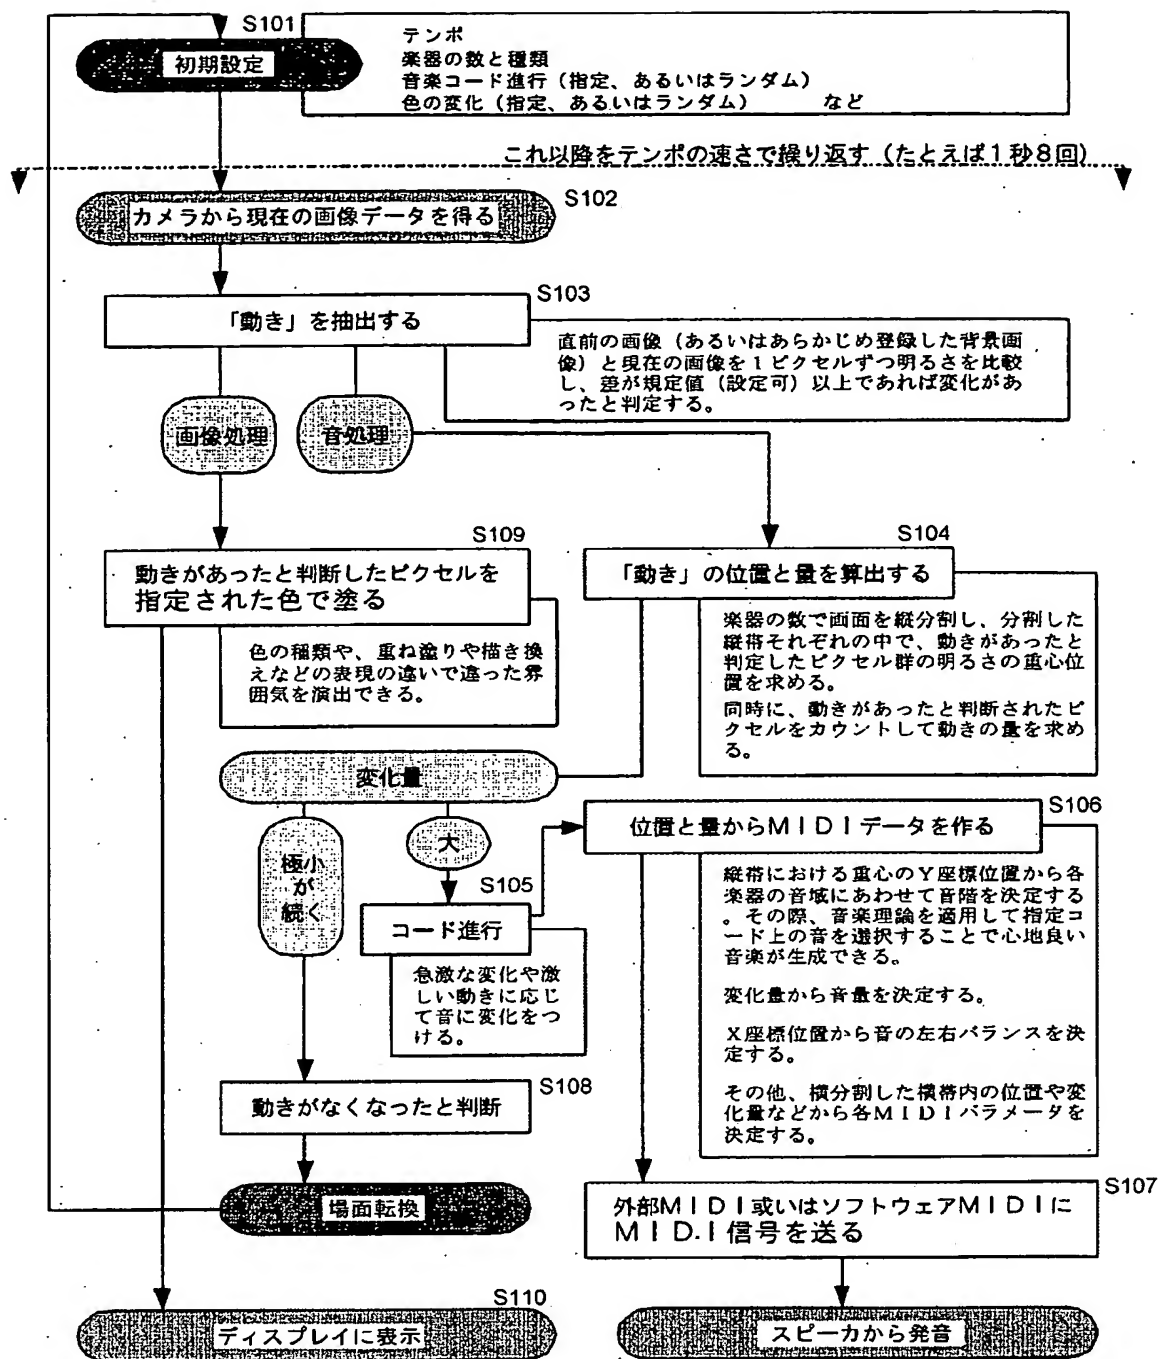 S101
初期設定
テンポ
楽器の数と種類
音楽コード進行（指定、あるいはランダム）
色の変化（指定、あるいはランダム）　　など
これ以降をテンポの速さで繰り返す（たとえば1秒8回）
S102
カメラから現在の画像データを得る
S103
「動き」を抽出する
直前の画像（あるいはあらかじめ登録した背景画
像）と現在の画像を１ピクセルずつ明るさを比較
し、差が規定値（設定可）以上であれば変化があ
ったと判定する。
画像処理
音処理
S109
動きがあったと判断したピクセルを
指定された色で塗る
色の種類や、重ね塗りや描き換
えなどの表現の違いで違った雰
囲気を演出できる。
S104
「動き」の位置と量を算出する
楽器の数で画面を縦分割し、分割した
縦帯それぞれの中で、動きがあったと
判定したピクセル群の明るさの重心位
置を求める。
同時に、動きがあったと判断されたピ
クセルをカウントして動きの量を求め
る。
変化量
極小
が
続く
大
S105
コード進行
急激な変化や激
しい動きに応じ
て音に変化をつ
ける。
S106
位置と量からＭＩＤＩデータを作る
縦帯における重心のＹ座標位置から各
楽器の音域にあわせて音階を決定する
。その際、音楽理論を適用して指定コ
ード上の音を選択することで心地良い
音楽が生成できる。
変化量から音量を決定する。
Ｘ座標位置から音の左右バランスを決
定する。
その他、横分割した横帯内の位置や変
化量などから各ＭＩＤＩパラメータを
決定する。
S108
動きがなくなったと判断
場面転換
S107
外部ＭＩＤＩ或いはソフトウェアＭＩＤＩに
ＭＩＤ.Ｉ信号を送る
S110
ディスプレイに表示
スピーカから発音